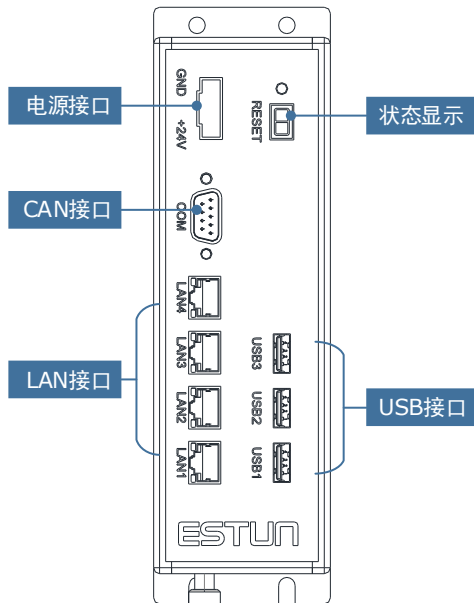 GND
+24V
RESET
电源接口
状态显示
CAN接口
COM
LAN4
LAN3
LAN2
LAN1
LAN接口
USB3
USB2
USB1
USB接口
ESTUN